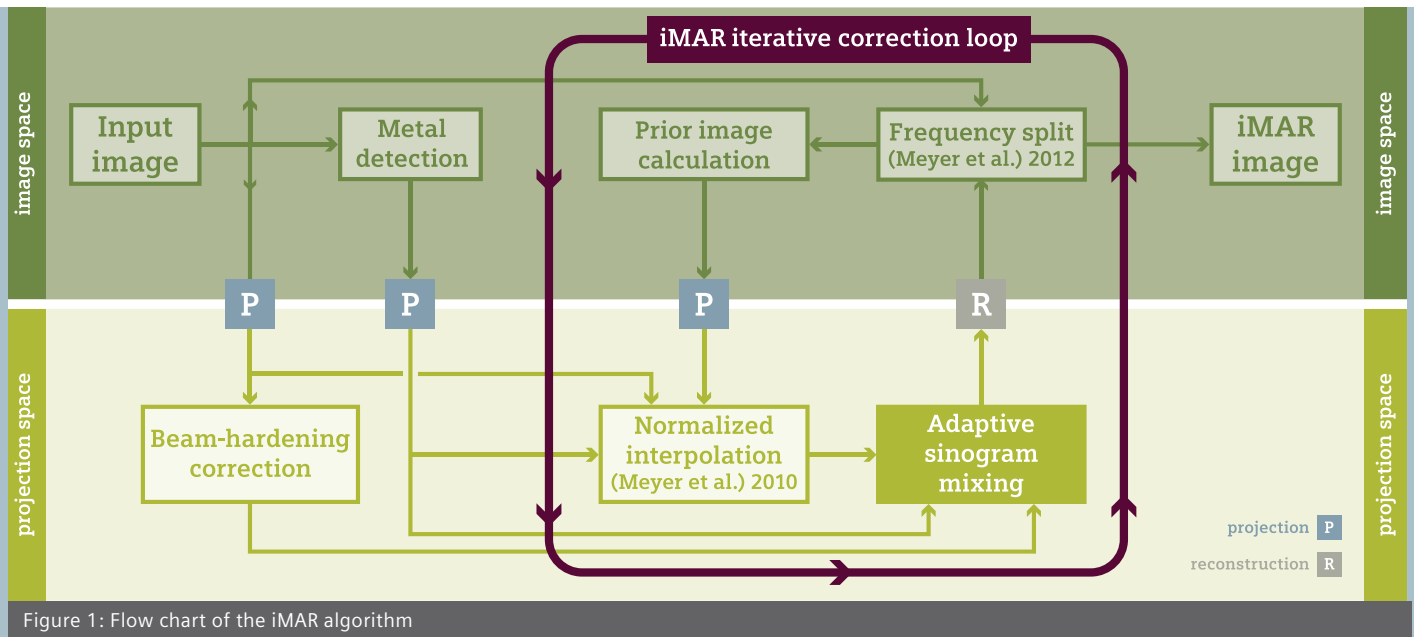 iMAR iterative correction loop
image space
Input
image
Metal
detection
Prior image
calculation
Frequency split
(Meyer et al.) 2012
iMAR
image
image space
P
P
P
R
projection space
Beam-hardening
correction
Normalized
interpolation
(Meyer et al.) 2010
Adaptive
sinogram
mixing
projection P
reconstruction R
projection space
Figure 1: Flow chart of the iMAR algorithm